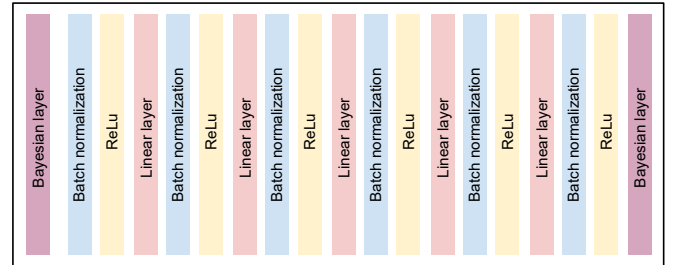 Bayesian layer
Batch normalization
ReLu
Linear layer
Batch normalization
ReLu
Linear layer
Batch normalization
ReLu
Linear layer
Batch normalization
ReLu
Linear layer
Batch normalization
ReLu
Linear layer
Batch normalization
ReLu
Bayesian layer